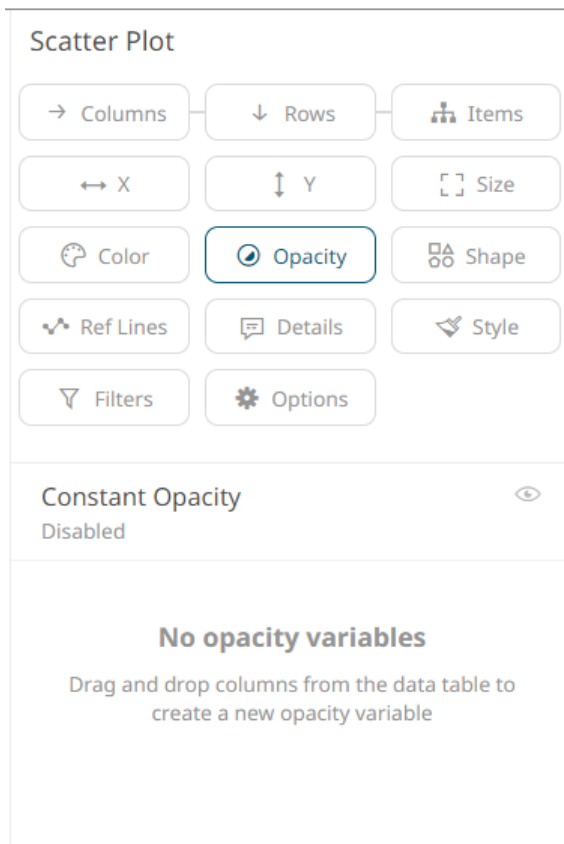 Scatter Plot
Columns
Rows
Items
X
Y
Size
Color
Opacity
Shape
Ref Lines
Details
Style
Filters
Options
Constant Opacity
Disabled
No opacity variables
Drag and drop columns from the data table to
create a new opacity variable